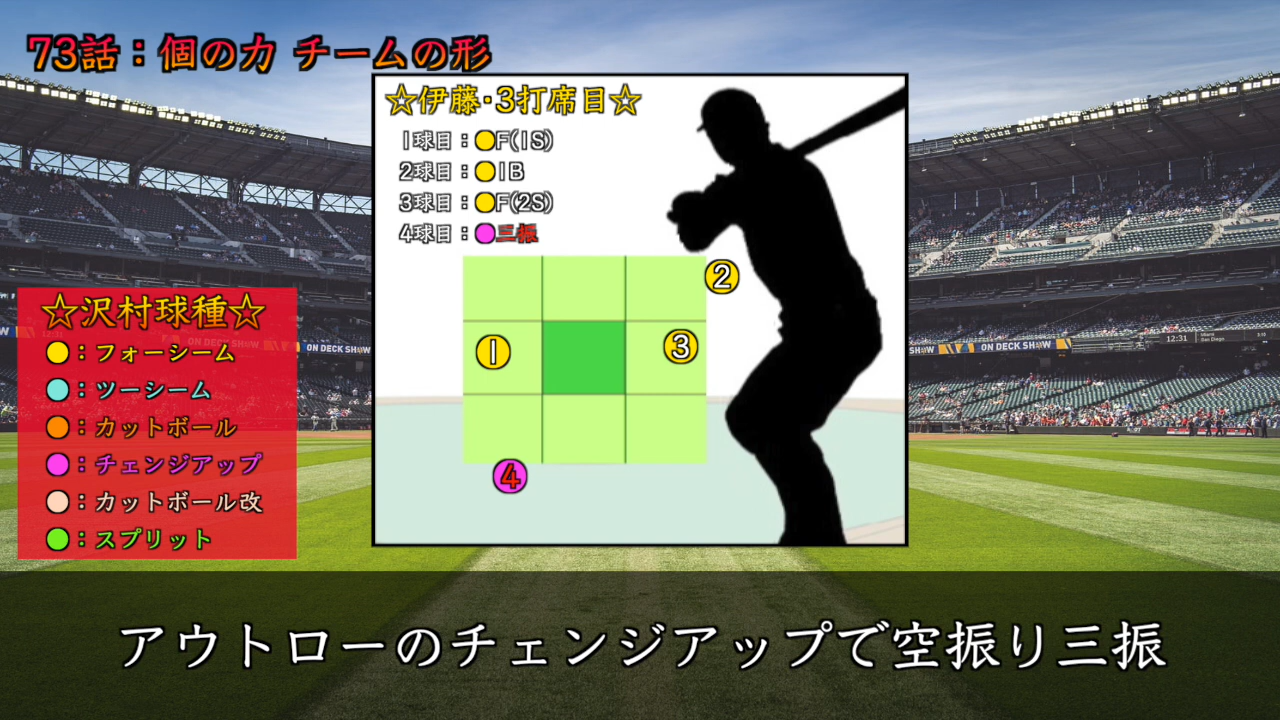 73話：個の力 チームの形
☆伊藤・3打席目☆
1球目：F(1S)
2球目：1B
3球目：F(2S)
4球目：三振
2
1
3
4
☆沢村球種☆
：フォーシーム
：ツーシーム
：カットボール
：チェンジアップ
：カットボール改
：スプリット
ON DECK SHOW
ON DECK SHOW
12:31
アウトローのチェンジアップで空振り三振